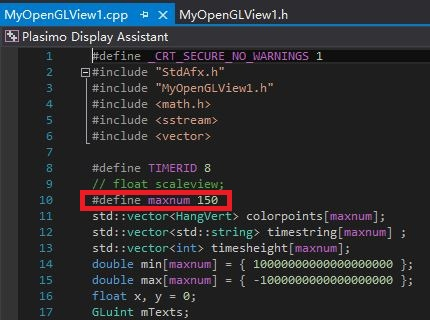 MyOpenGLView1.cpp MyOpenGLView1.h
Plasimo Display Assistant
1 #define _CRT_SECURE_NO_WARNINGS 1
2 #include "StdAfx.h"
3 #include "MyOpenGLView1.h"
4 #include <math.h>
5 #include <sstream>
6 #include <vector>
7
8 #define TIMERID 8
9 // float scaleview;
10 #define maxnum 150
11 std::vector<HangVert> colorpoints[maxnum];
12 std::vector<std::string> timestring[maxnum] ;
13 std::vector<int> timesheight[maxnum];
14 double min[maxnum] = { 10000000000000000000 };
15 double max[maxnum] = { -10000000000000000000 };
16 float x, y = 0;
17 GLuint mTexts;